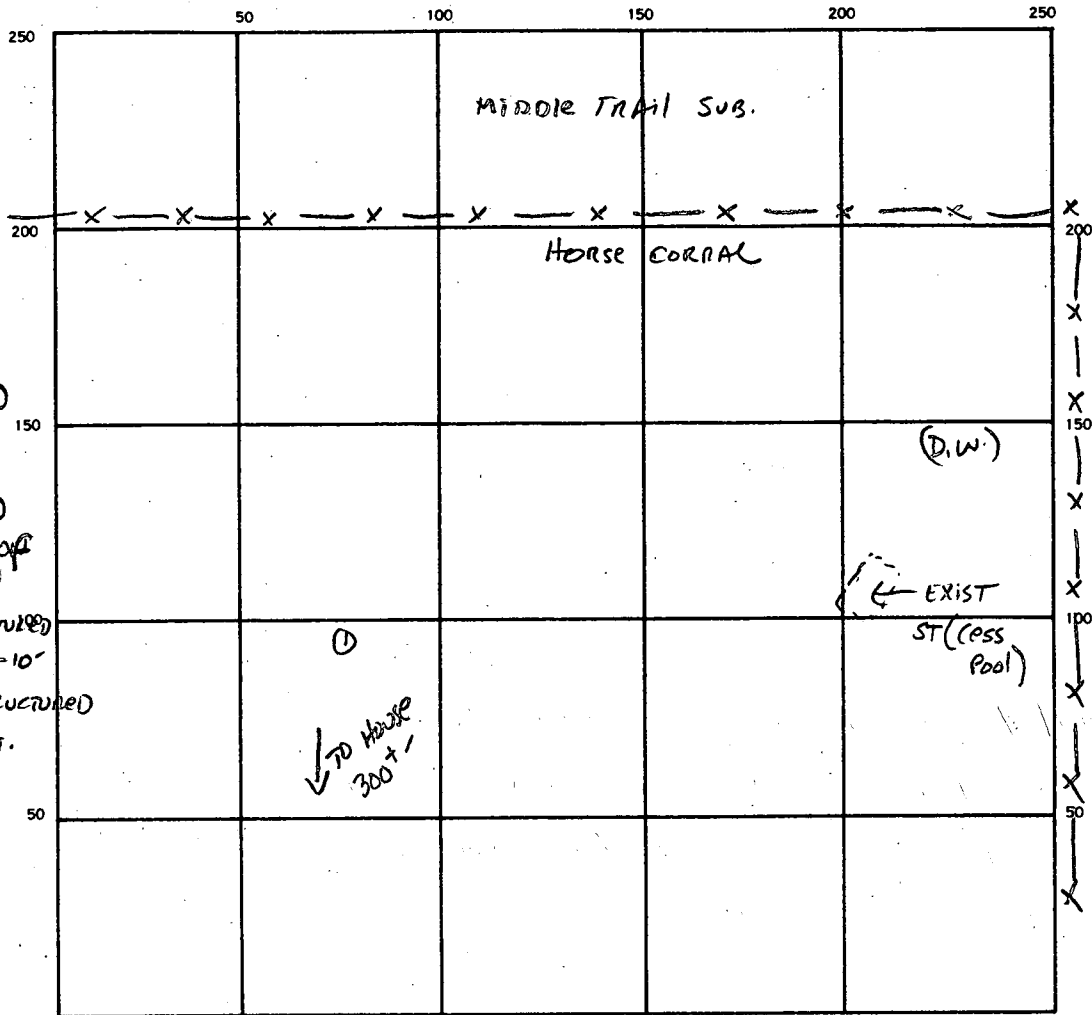 50 100 150 200 250
250
MIDDLE TRAIL SUB.
X X X X X X X X X X
200 200
HORSE CORRAL
X
X
150 150
(D.W.)
X
X
EXIST
100
ST (CESS
POOL)
①
-10'
X
TO HOUSE
300+-
X
50 50
X